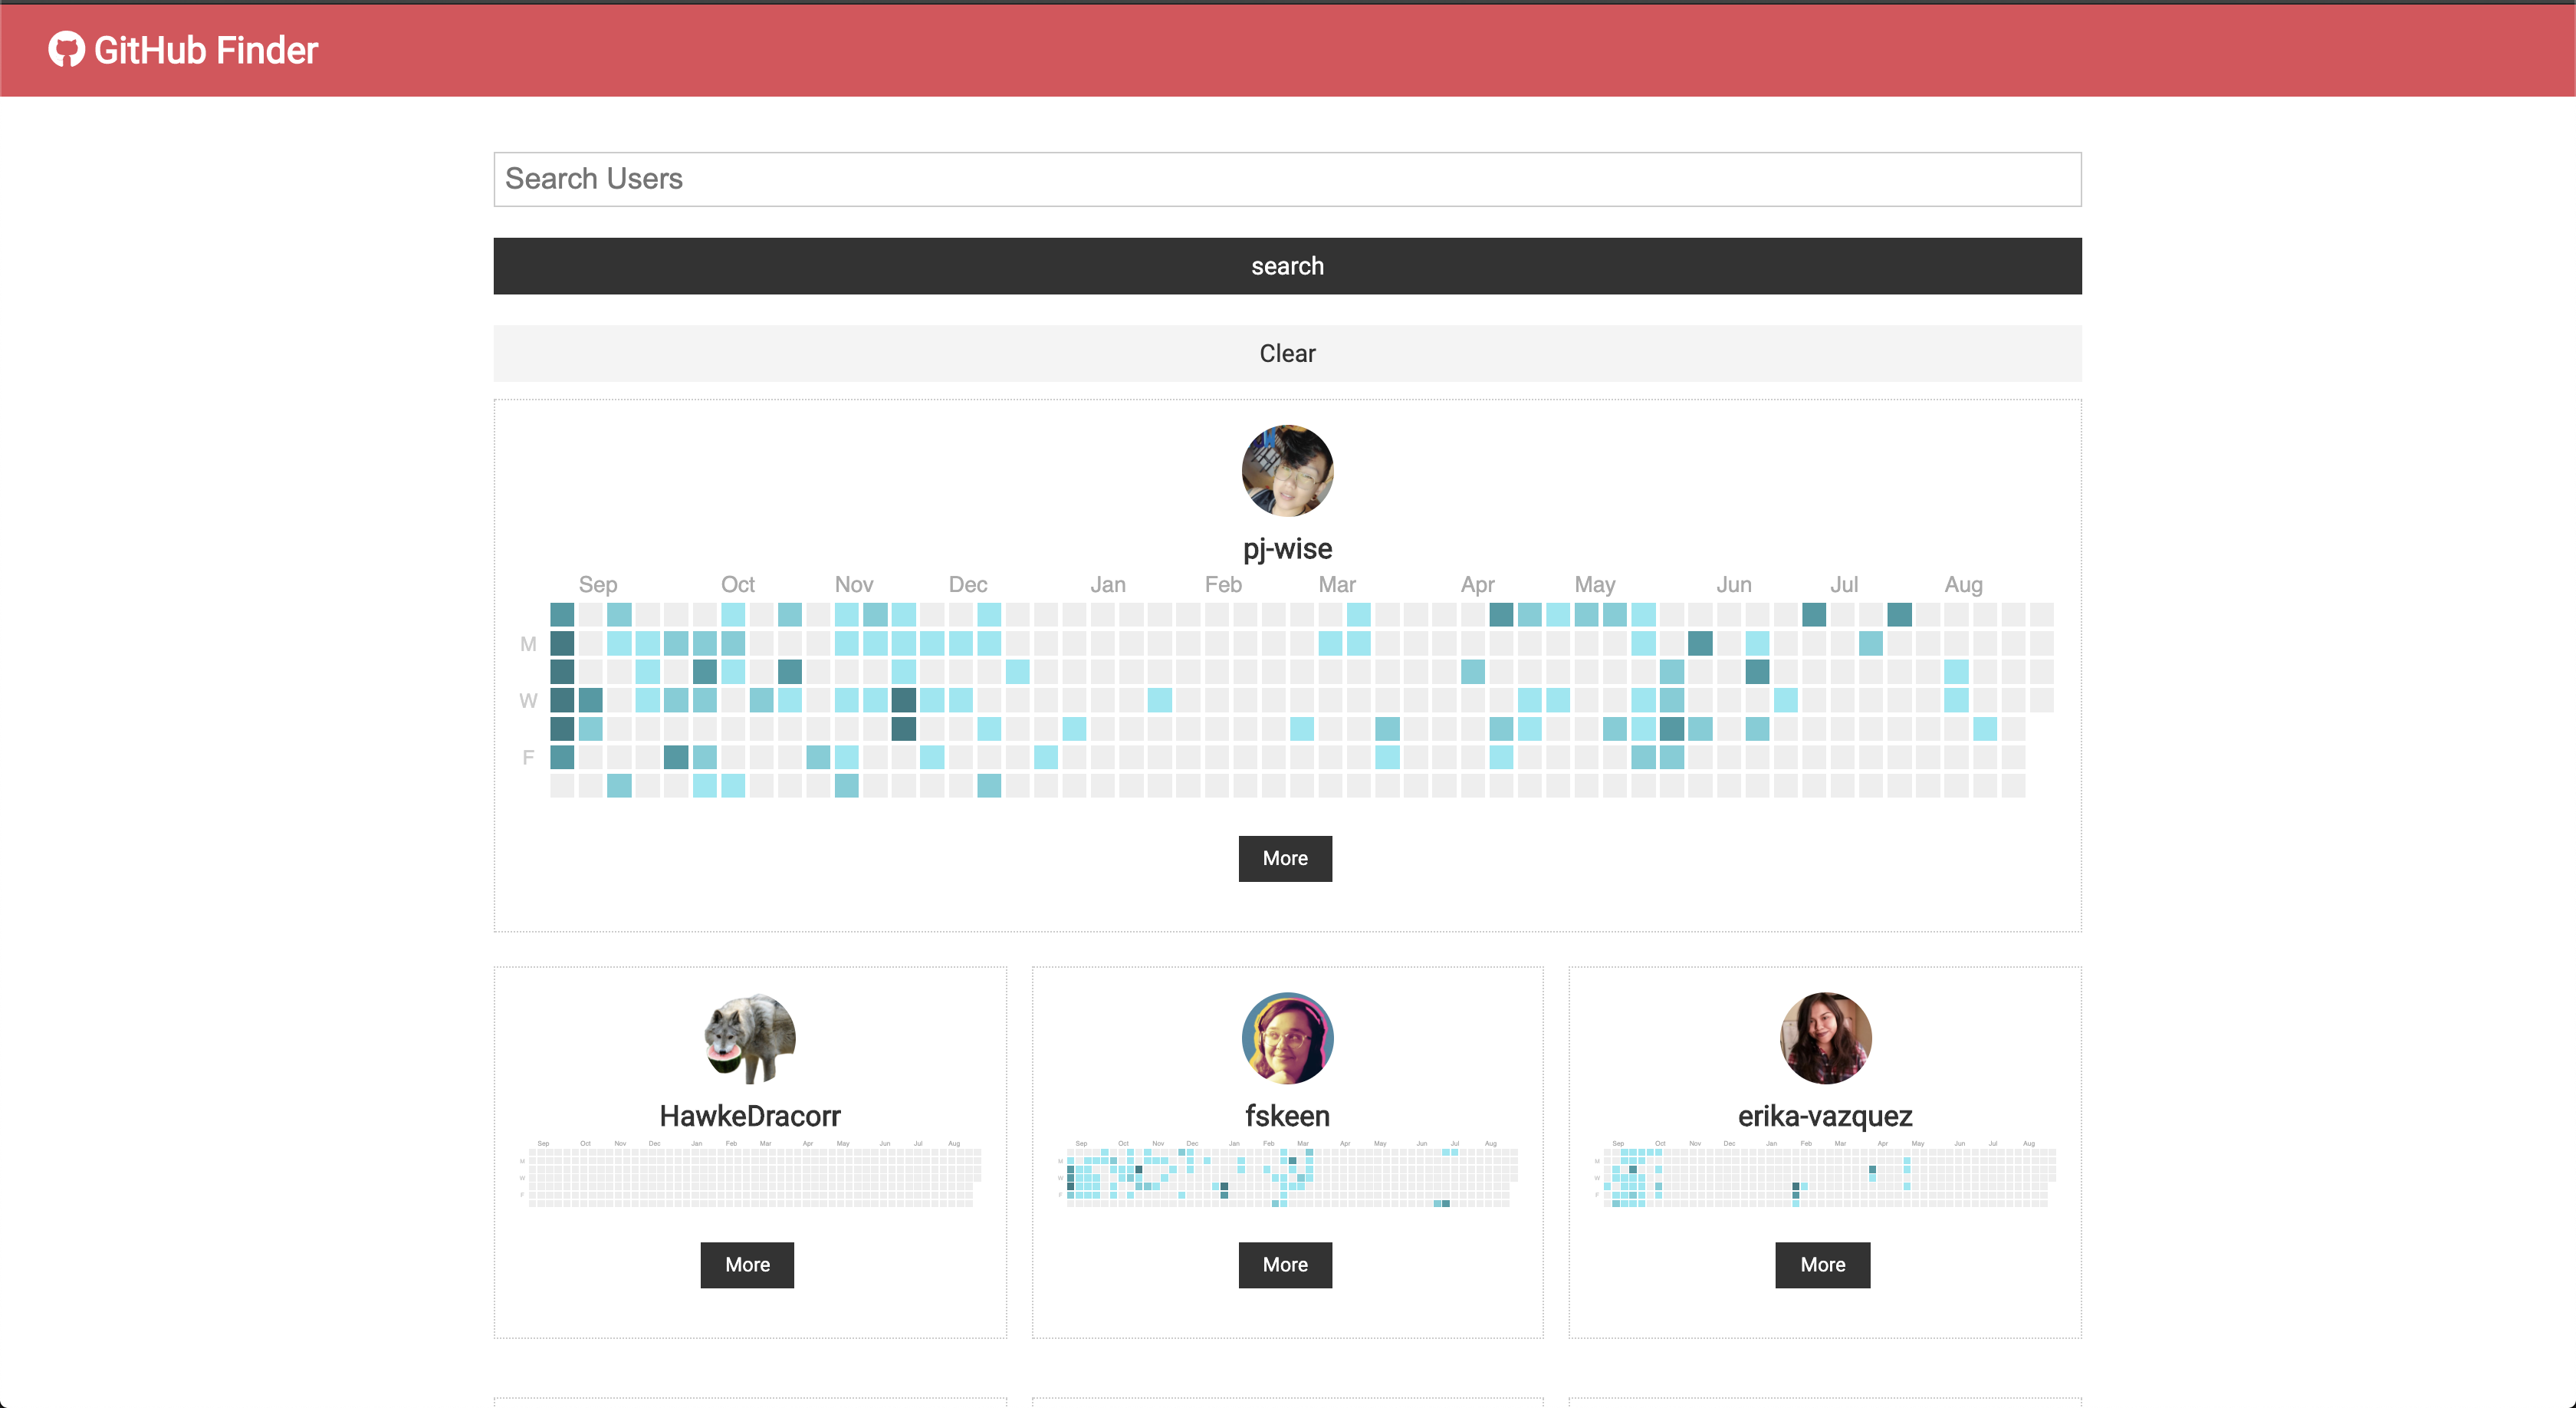 GitHub Finder
Search Users
search
Clear
pj-wise
Sep Oct Nov Dec Jan Feb Mar Apr May Jun Jul Aug
M
W
F
More
HawkeDracorr
Sep Oct Nov Dec Jan Feb Mar Apr May Jun Jul Aug
M
W
F
More
fskeen
Sep Oct Nov Dec Jan Feb Mar Apr May Jun Jul Aug
M
W
F
More
erika-vazquez
Sep Oct Nov Dec Jan Feb Mar Apr May Jun Jul Aug
M
W
F
More